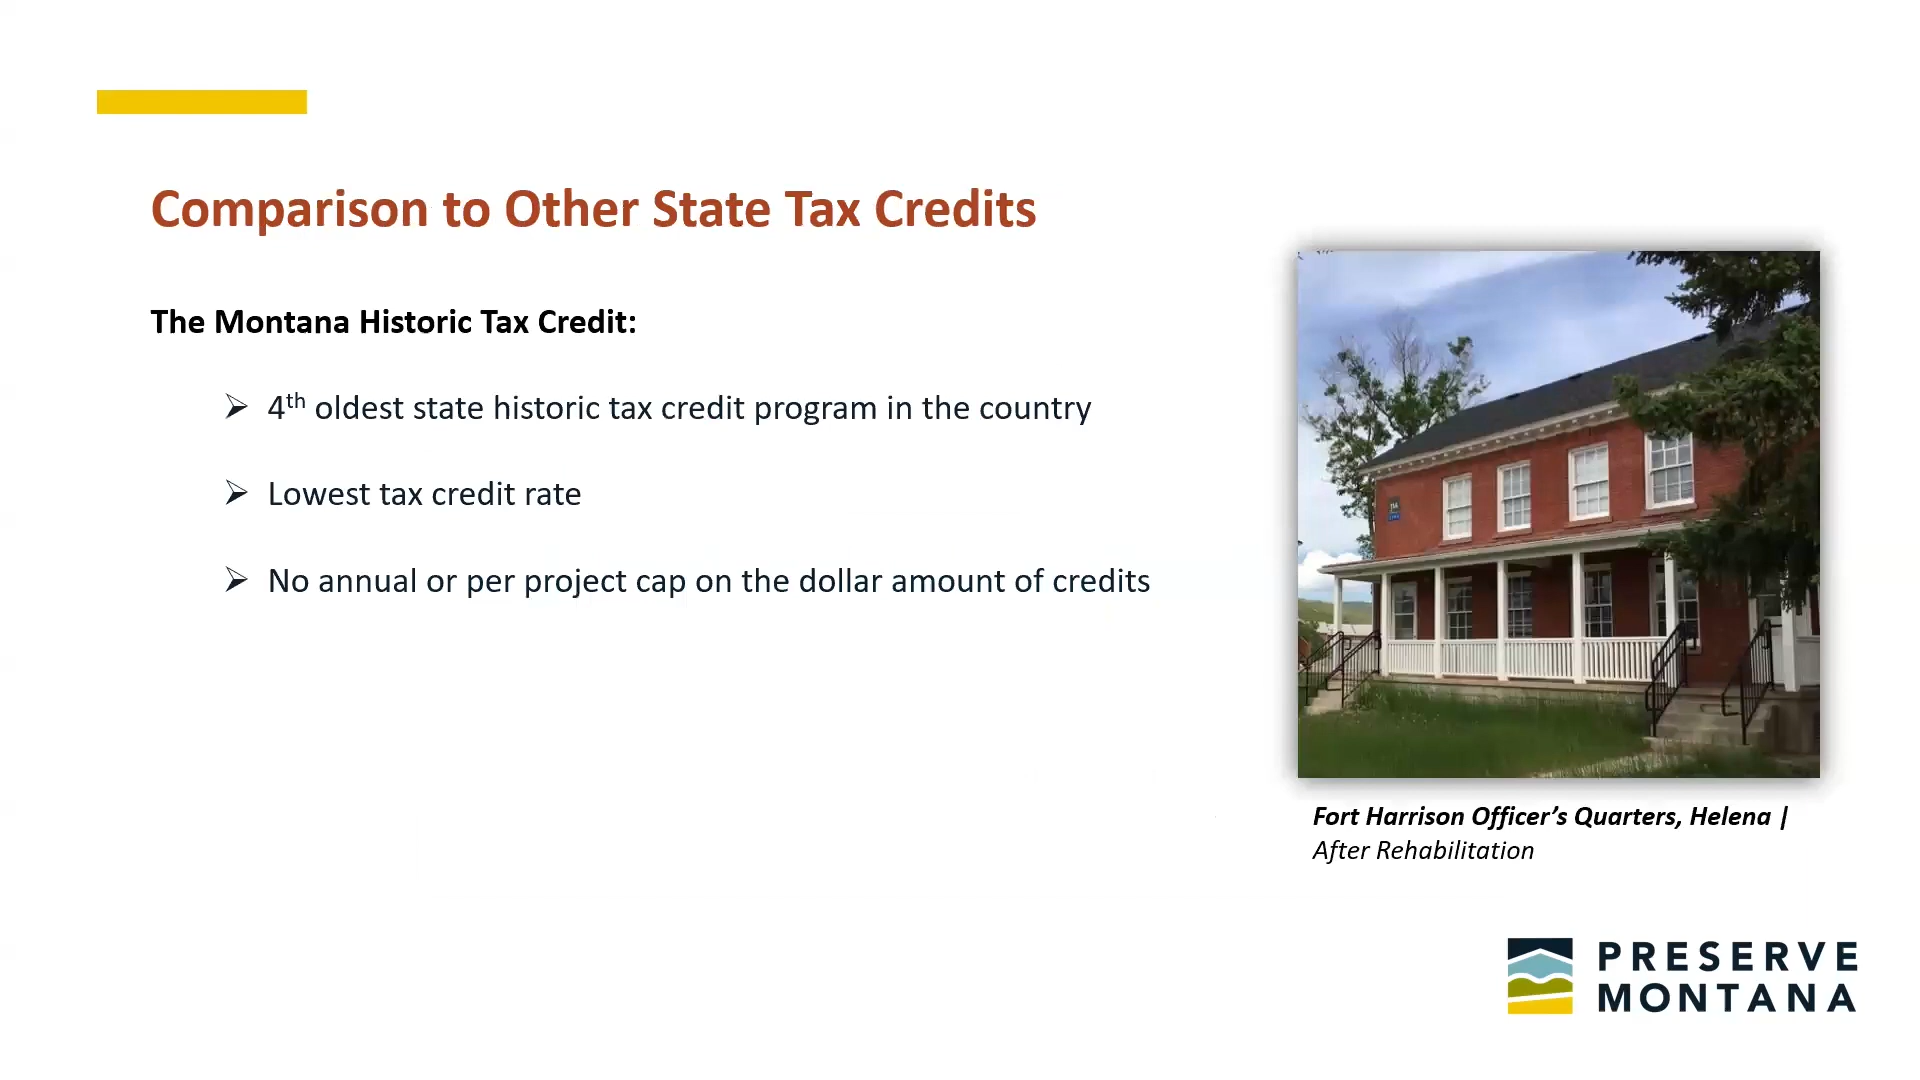 Comparison to Other State Tax Credits
The Montana Historic Tax Credit:
➢ 4th oldest state historic tax credit program in the country
➢ Lowest tax credit rate
➢ No annual or per project cap on the dollar amount of credits
Fort Harrison Officer’s Quarters, Helena |
After Rehabilitation
PRESERVE
MONTANA